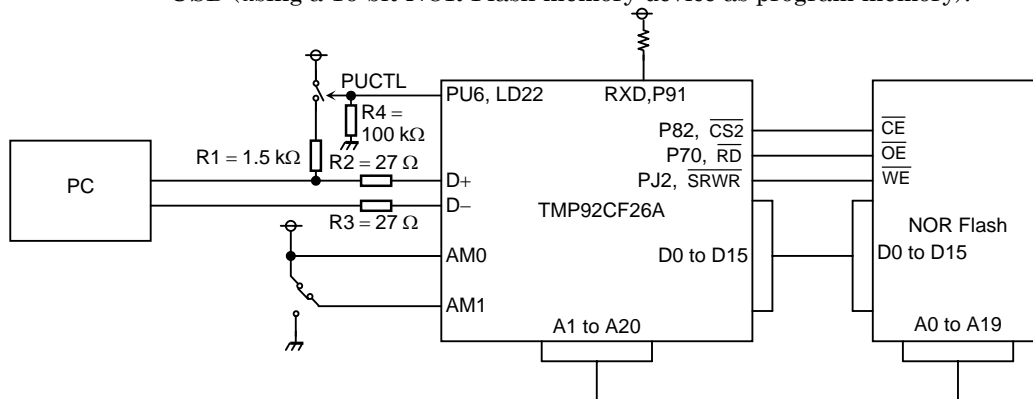 USB (using a 16-bit NOR Flash memory device as program memory).
PUCTL
PU6, LD22
RXD,P91
R4 =
100 kΩ
P82, CS2
CE
P70, RD
OE
R1 = 1.5 kΩ
R2 = 27 Ω
PJ2, SRWR
WE
PC
D+
D−
TMP92CF26A
R3 = 27 Ω
NOR Flash
AM0
D0 to D15
D0 to D15
AM1
A1 to A20
A0 to A19